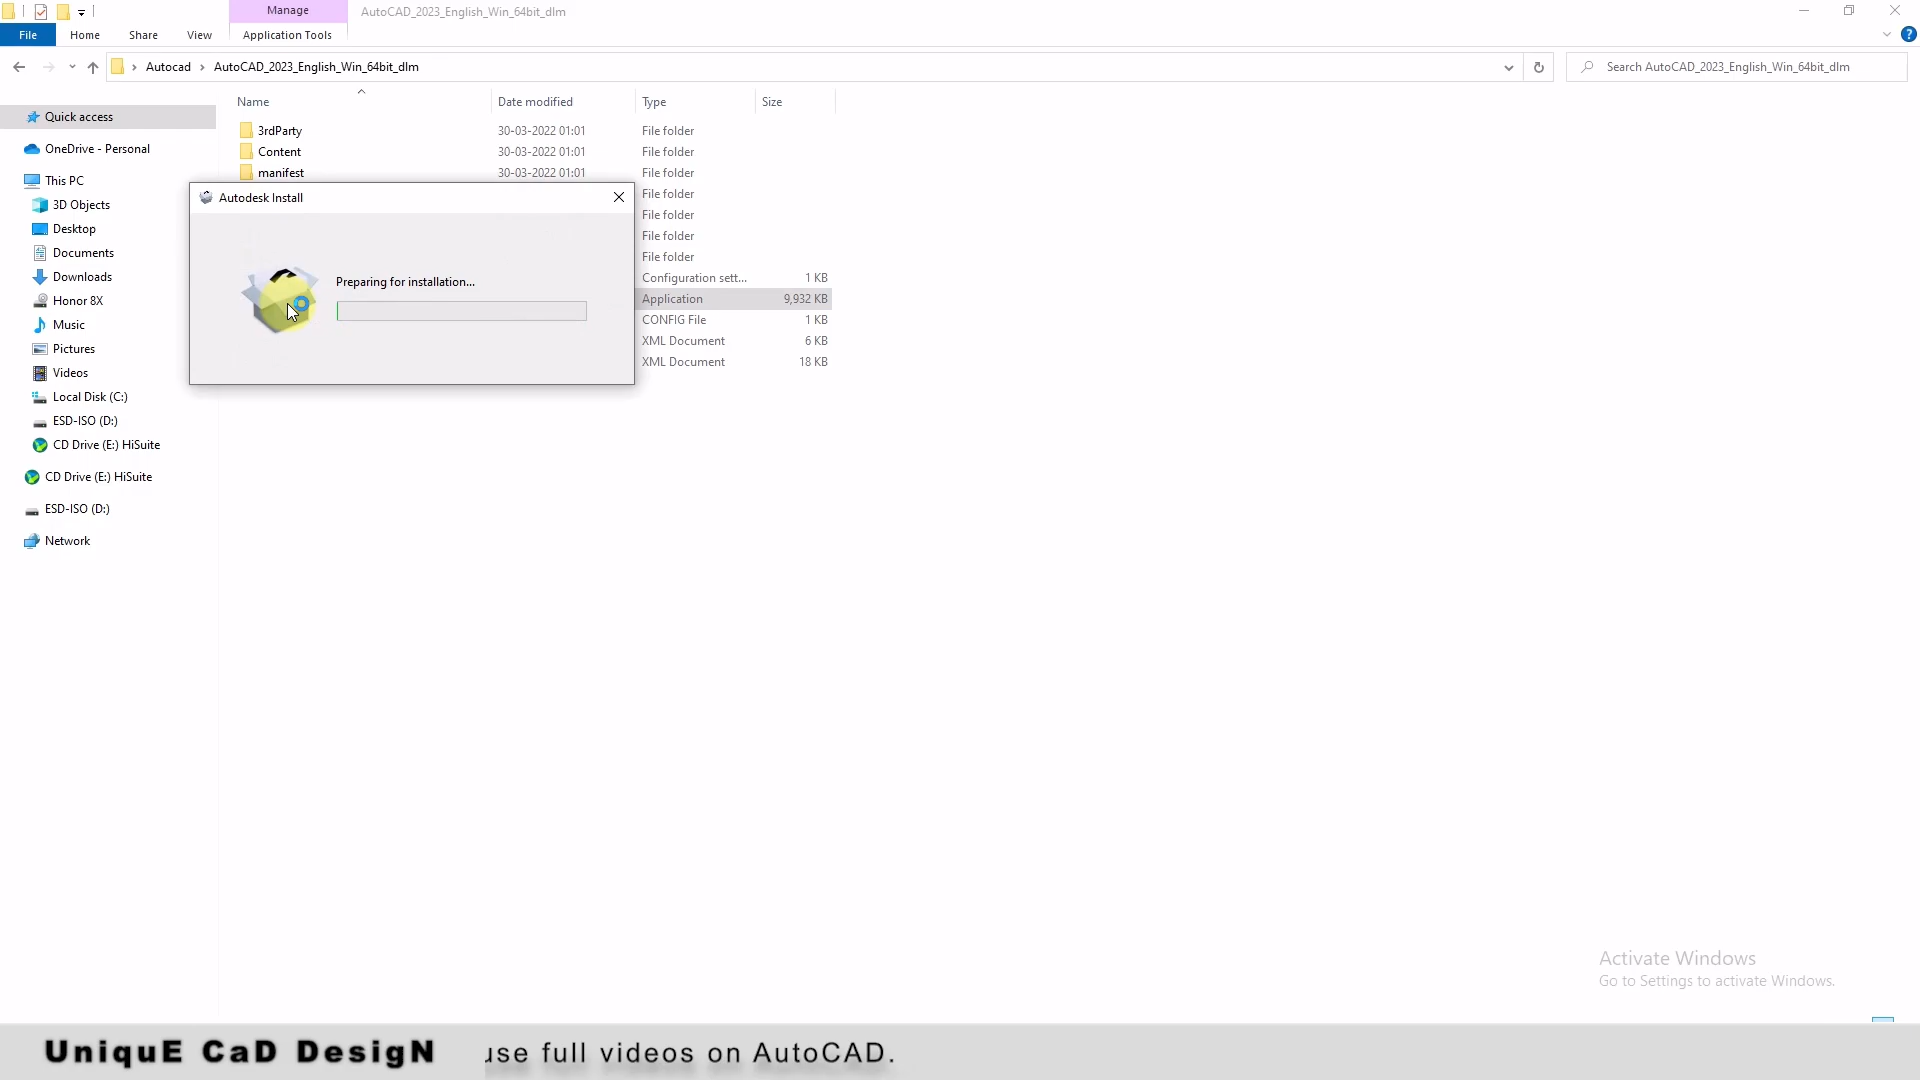 Manage
AutoCAD_2023_English_Win_64bit_dlm
File
Home
Share
View
Application Tools
Autocad
AutoCAD_2023_English_Win_64bit_dlm
Search AutoCAD_2023_English_Win_64bit_dlm
Name
Date modified
Type
Size
Quick access
OneDrive - Personal
This PC
3D Objects
Desktop
Documents
Downloads
Honor 8X
Music
Pictures
Videos
Local Disk (C:)
ESD-ISO (D:)
CD Drive (E:) HiSuite
CD Drive (E:) HiSuite
ESD-ISO (D:)
Network
3rdParty 30-03-2022 01:01 File folder
Content 30-03-2022 01:01 File folder
manifest 30-03-2022 01:01 File folder
File folder
File folder
File folder
File folder
Configuration sett... 1 KB
Application 9,932 KB
CONFIG File 1 KB
XML Document 6 KB
XML Document 18 KB
Autodesk Install
Preparing for installation...
Activate Windows
Go to Settings to activate Windows.
UniquE CaD DesigN
use full videos on AutoCAD.